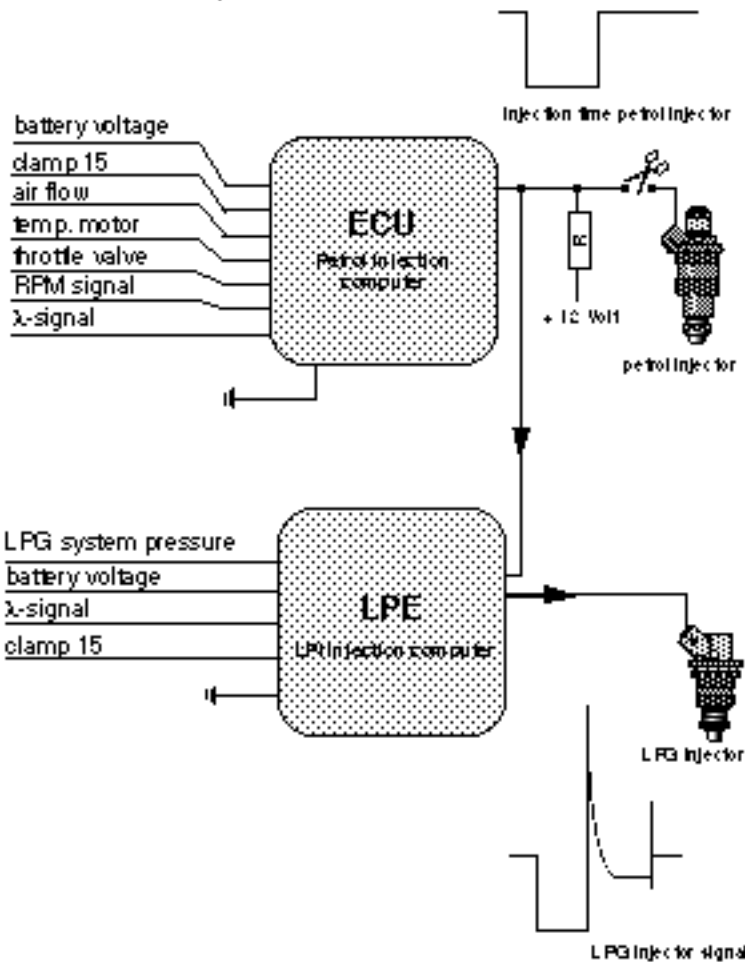 Injection time petrol injector
battery voltage
clamp 15
air flow
temp. motor
throttle valve
RPM signal
λ-signal
ECU
Petrol injection
computer
R
+ 12 Volt
petrol injector
LPG system pressure
battery voltage
λ-signal
clamp 15
LPE
LPi injection computer
LPG injector
LPG injector signal